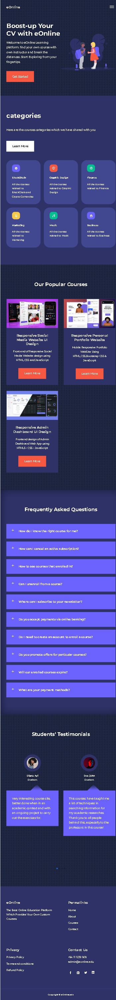 eOnline
Boost-up Your
CV with eOnline
Welcome to eOnline Learning
platform, find your own course with
own instructor and break the
distances. Start Exploring from your
fingertips.
Get Started
categories
Here are the courses categories which we have shared with you
Learn More
BlockChain
All the courses
related to
BlockChain and
Crypto Currencies
Graphic Design
All the courses
related to Graphic
Design
Finance
All the courses
related to Finance
Marketing
All the courses
related to
Marketing
Music
All the courses
related to Music
Business
All the courses
related to Business
Our Popular Courses
Responsive Social
Media Website UI
Design
Front end of Responsive Social
Media Website design using
HTML,CSS and JavaScript
Learn More
Responsive Personal
Portfolio Website
Mobile Responsive Portfolio
WebSite Using
HTML,CSS,Bootstrap CSS &
JavaScrpit
Learn More
Responsive Admin
Dashboard UI Design
Frontend design of Admin
Dashboard Web App using
HTML5 - CSS - JavaScript
Learn More
Frequently Asked Questions
+ How do I know the right course for me?
+ How can I cancel an active subscription?
+ How to see courses that enrolled in?
+ Can I unenroll from a course?
+ Where can I subscribe to your newsletter?
+ Do you accept payments via online banking?
+ Do I need to create an account to enroll a course?
+ Do you promote offers for particular courses?
+ Will our enrolled courses expire?
+ What are your payment methods?
Students' Testimonials
Diana Ayi
Student
Very interesting course site,
better done when in an
academic context and with
an ongoing project to carry
out the exercices for.
Doe John
Student
This courses have taught me
a lot of techniques in
searching information for
my academic researches.
Thank you to all people
behind this, especially to the
professors in this course!
eOnline
The Best Online Education Platform
Which Provides Your Own Custom
Courses
Permalinks
Home
About
Courses
Contact
Privacy
Privacy Policy
Terms and conditions
Refund Policy
Contact Us
+94 11 1239 909
admin@eonline.edu
Copyright © eOnline.edu